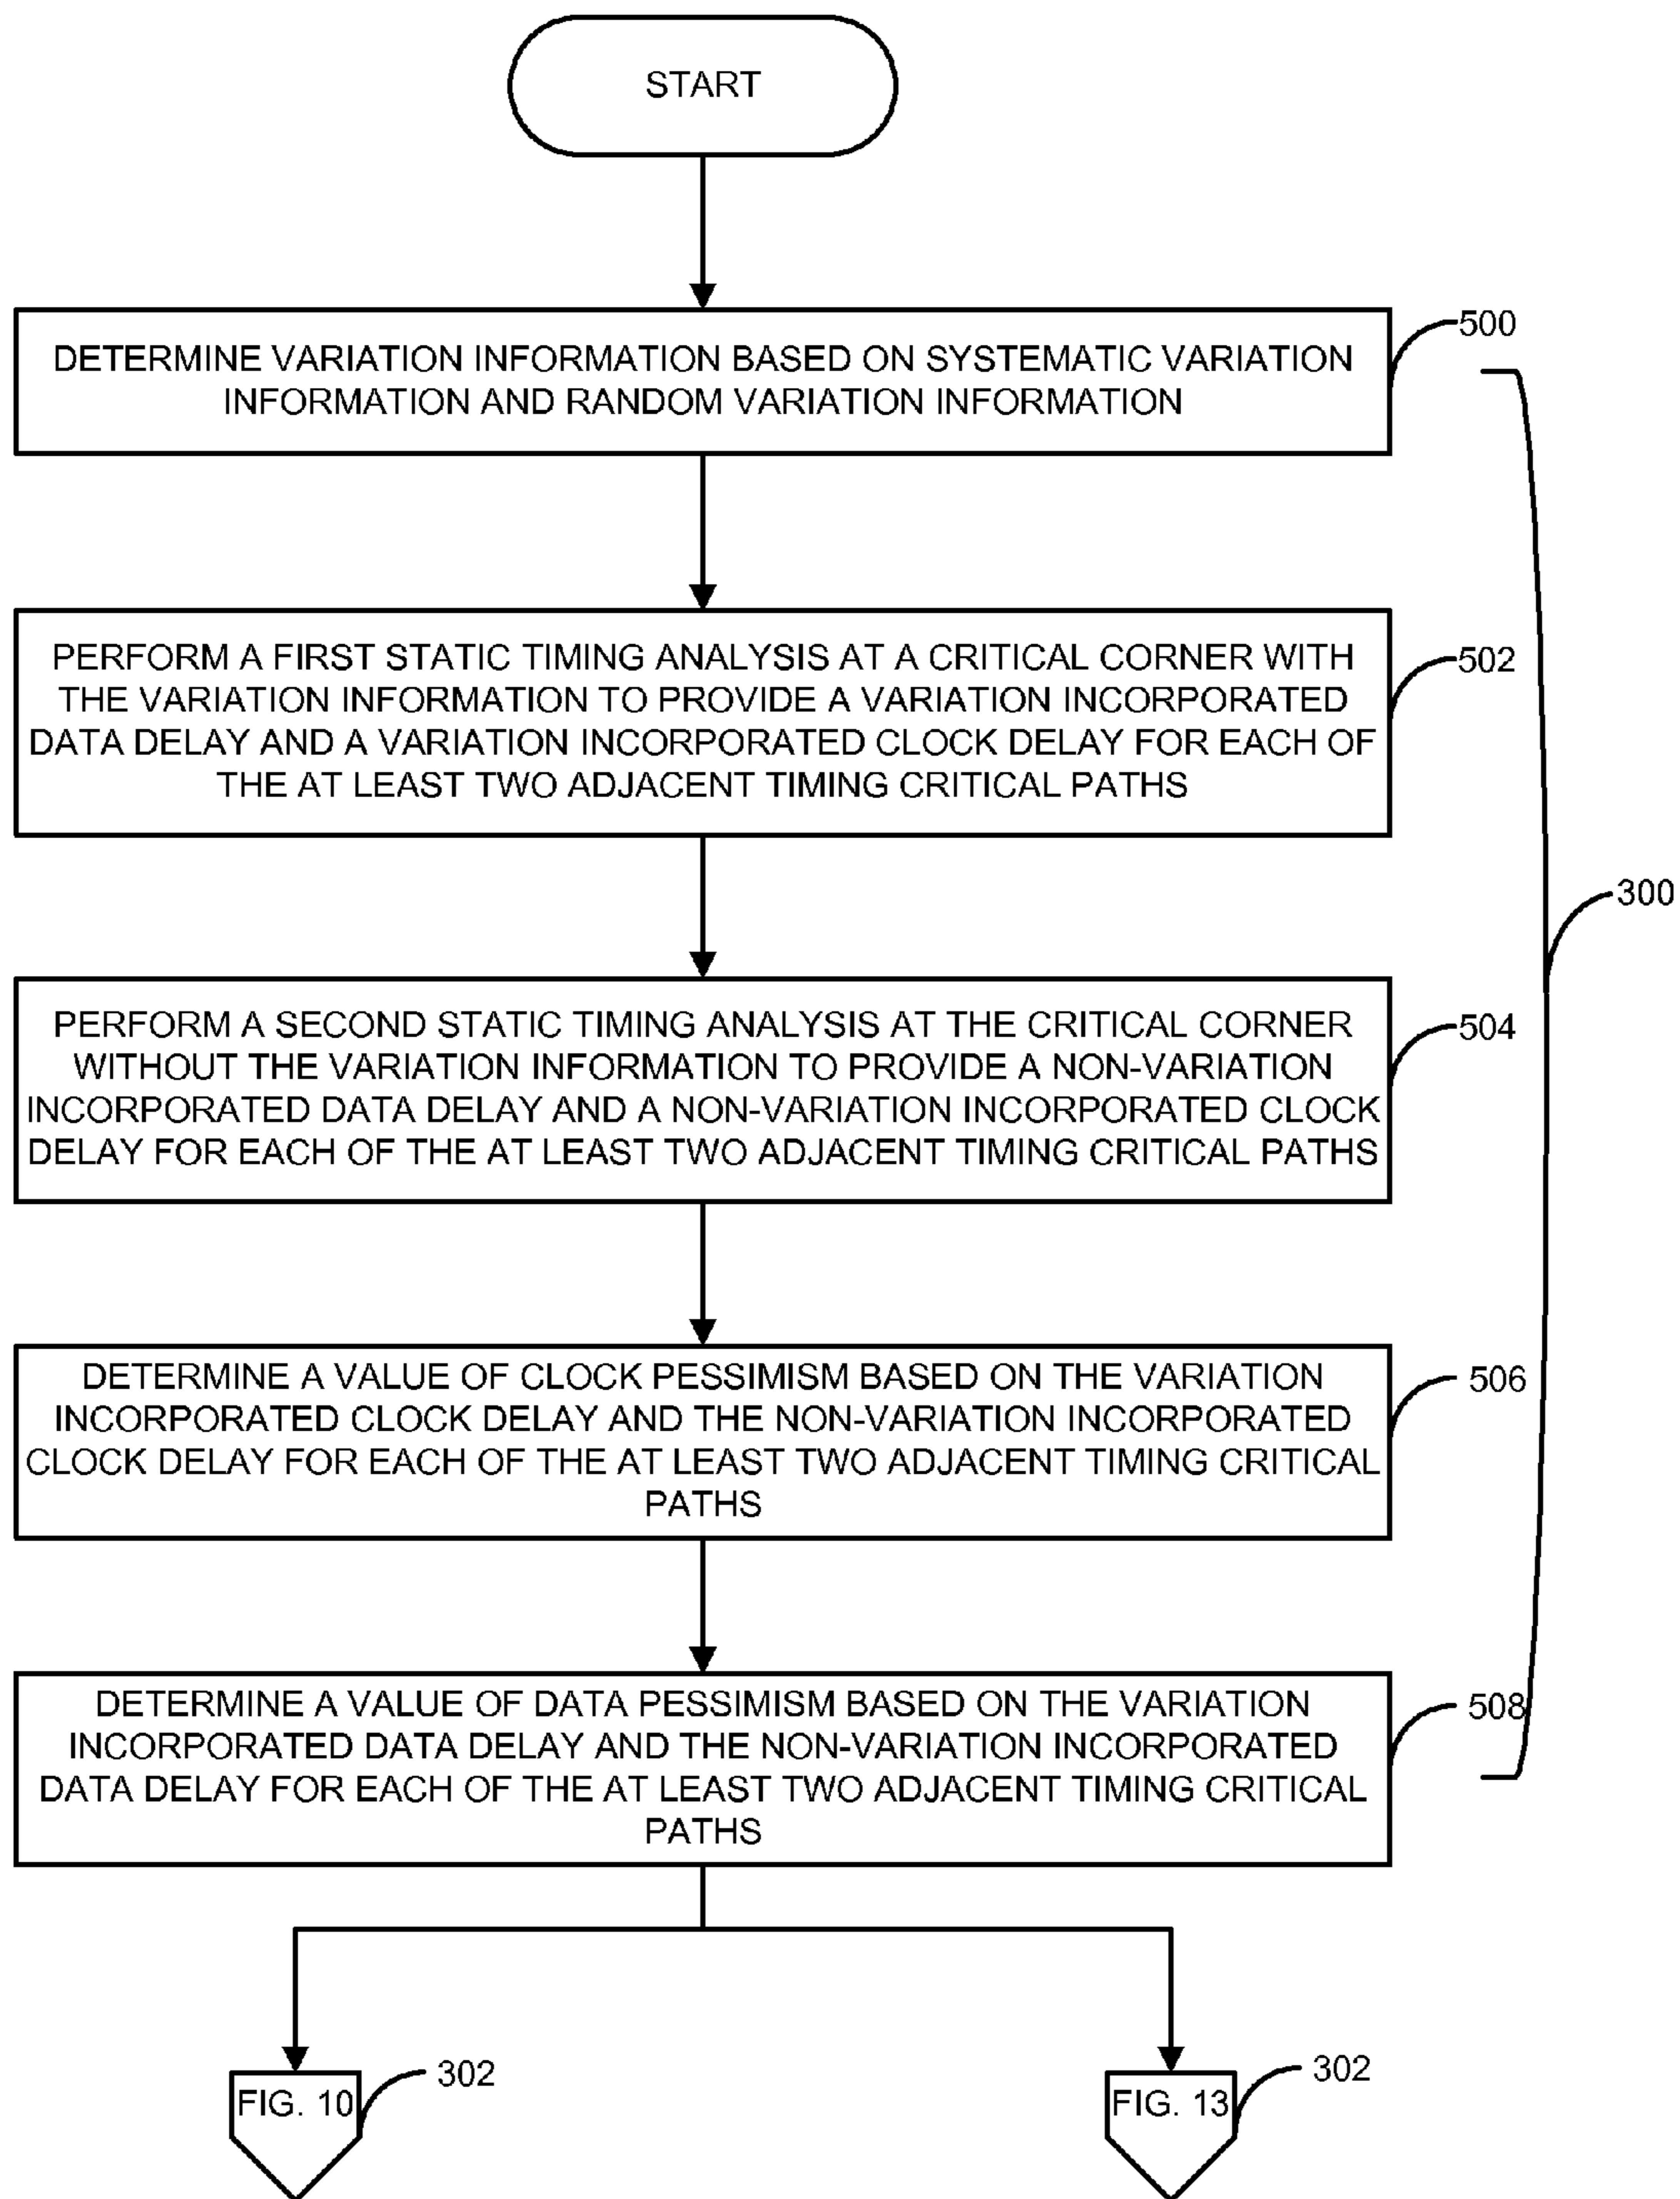 START
DETERMINE VARIATION INFORMATION BASED ON SYSTEMATIC VARIATION
INFORMATION AND RANDOM VARIATION INFORMATION
500
PERFORM A FIRST STATIC TIMING ANALYSIS AT A CRITICAL CORNER WITH
THE VARIATION INFORMATION TO PROVIDE A VARIATION INCORPORATED
DATA DELAY AND A VARIATION INCORPORATED CLOCK DELAY FOR EACH OF
THE AT LEAST TWO ADJACENT TIMING CRITICAL PATHS
502
300
PERFORM A SECOND STATIC TIMING ANALYSIS AT THE CRITICAL CORNER
WITHOUT THE VARIATION INFORMATION TO PROVIDE A NON-VARIATION
INCORPORATED DATA DELAY AND A NON-VARIATION INCORPORATED CLOCK
DELAY FOR EACH OF THE AT LEAST TWO ADJACENT TIMING CRITICAL PATHS
504
DETERMINE A VALUE OF CLOCK PESSIMISM BASED ON THE VARIATION
INCORPORATED CLOCK DELAY AND THE NON-VARIATION INCORPORATED
CLOCK DELAY FOR EACH OF THE AT LEAST TWO ADJACENT TIMING CRITICAL
PATHS
506
DETERMINE A VALUE OF DATA PESSIMISM BASED ON THE VARIATION
INCORPORATED DATA DELAY AND THE NON-VARIATION INCORPORATED
DATA DELAY FOR EACH OF THE AT LEAST TWO ADJACENT TIMING CRITICAL
PATHS
508
FIG. 10
302
FIG. 13
302